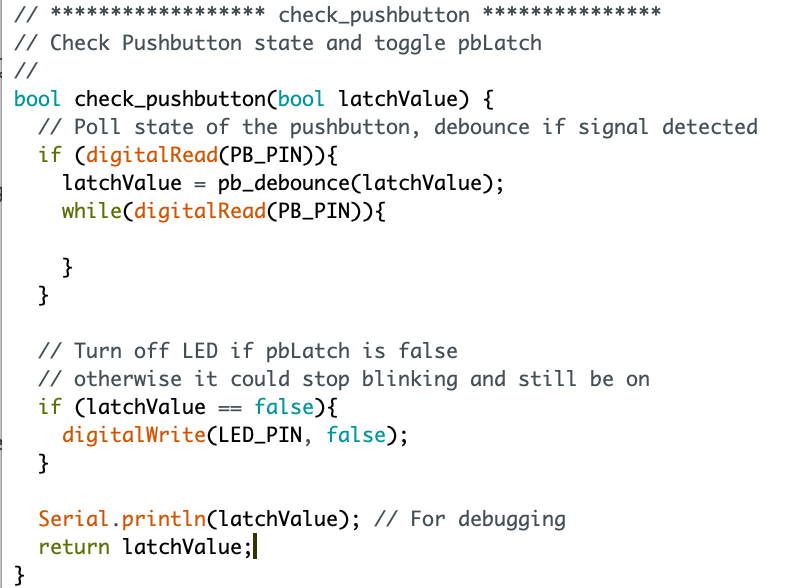 // ****************** check_pushbutton ***************
// Check Pushbutton state and toggle pbLatch
//
bool check_pushbutton(bool latchValue) {
  // Poll state of the pushbutton, debounce if signal detected
  if (digitalRead(PB_PIN)){
    latchValue = pb_debounce(latchValue);
    while(digitalRead(PB_PIN)){

    }
  }

  // Turn off LED if pbLatch is false
  // otherwise it could stop blinking and still be on
  if (latchValue == false){
    digitalWrite(LED_PIN, false);
  }

  Serial.println(latchValue); // For debugging
  return latchValue;
}